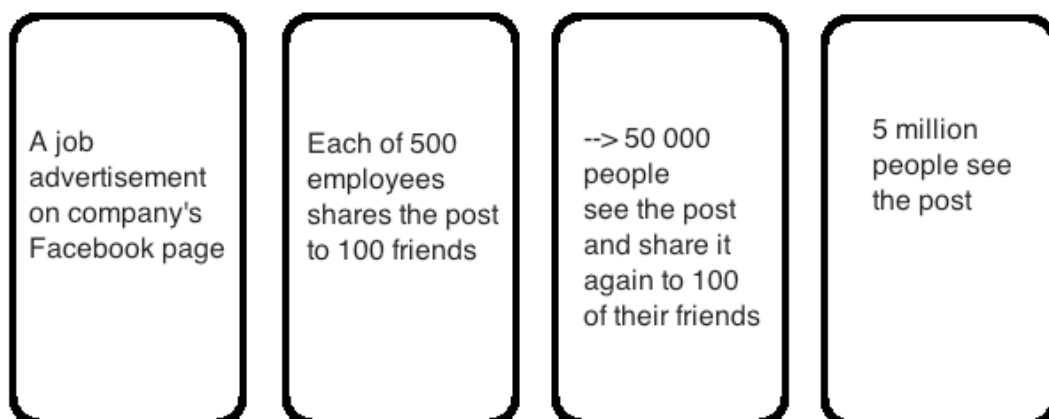 A job
advertisement
on company's
Facebook page
Each of 500
employees
shares the post
to 100 friends
--> 50 000
people
see the post
and share it
again to 100
of their friends
5 million
people see
the post